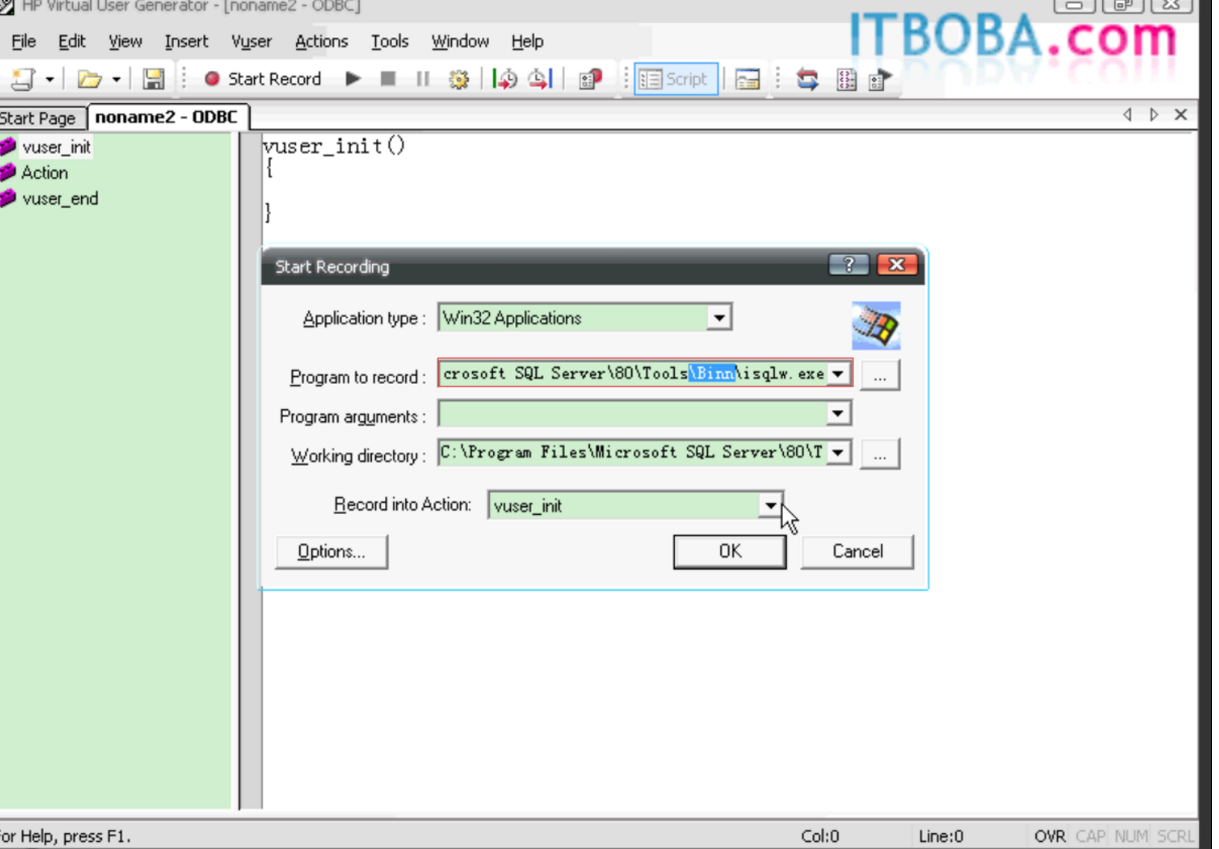 HP Virtual User Generator - [noname2 - ODBC]
ITBOBA.com
File Edit View Insert Vuser Actions Tools Window Help
Start Record Script
Start Page noname2 - ODBC
vuser_init
Action
vuser_end
vuser_init()
{
}
Start Recording
Application type : Win32 Applications
Program to record : crosoft SQL Server\80\Tools\Binn\isqlw.exe ...
Program arguments :
Working directory : C:\Program Files\Microsoft SQL Server\80\T ...
Record into Action: vuser_init
Options... OK Cancel
For Help, press F1. Col:0 Line:0 OVR CAP NUM SCRL